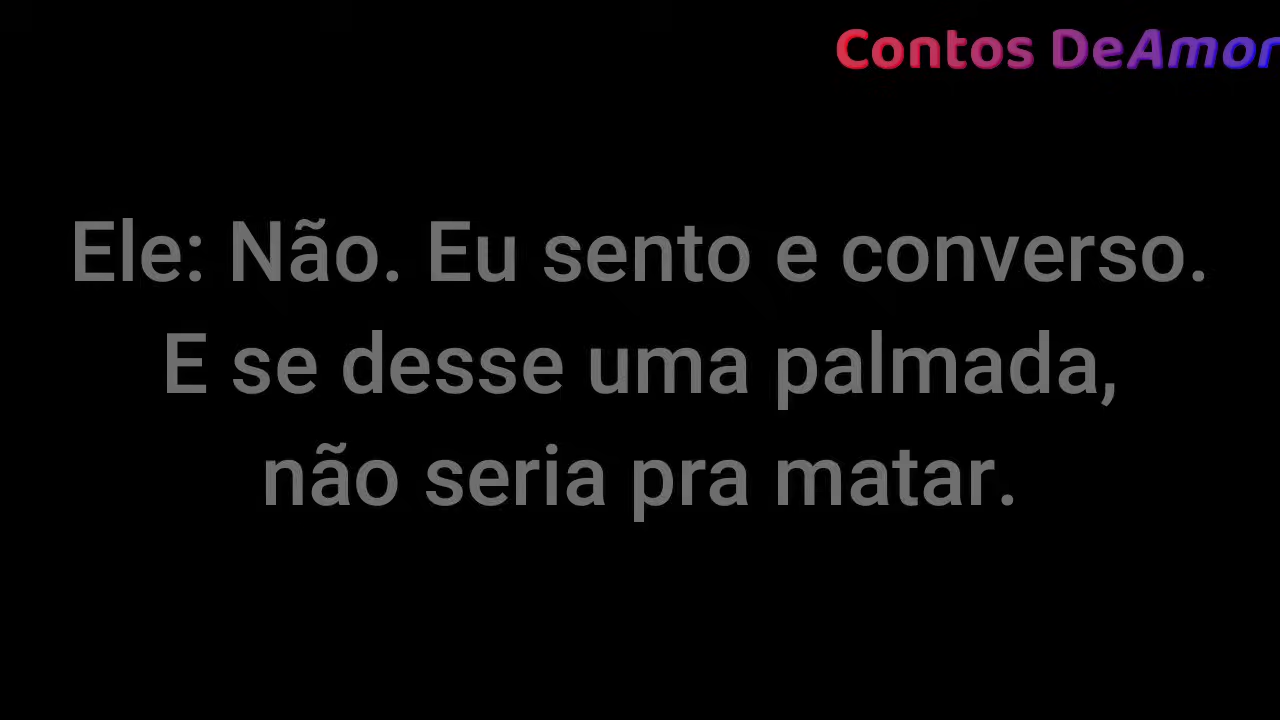 Contos DeAmor
Ele: Não. Eu sento e converso.
E se desse uma palmada,
não seria pra matar.